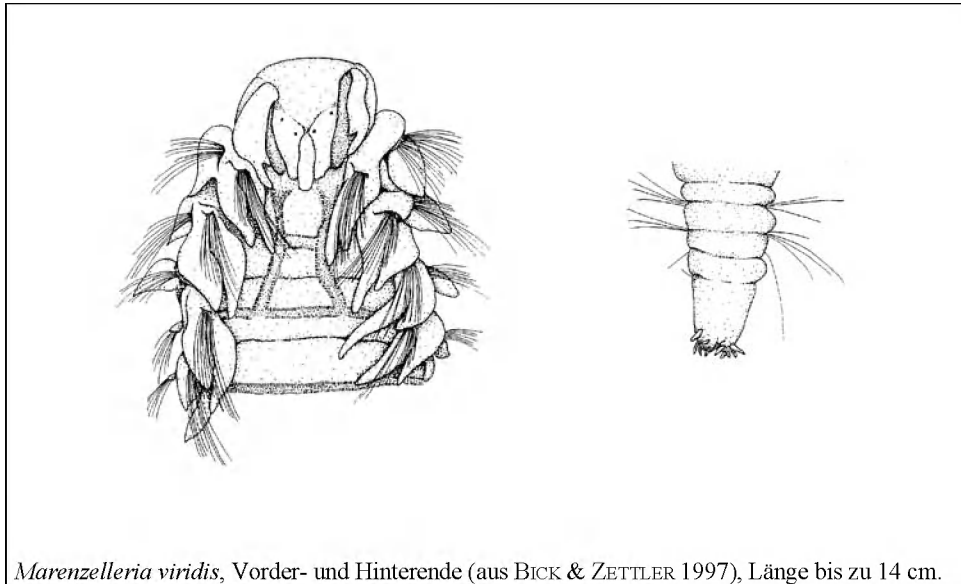 Marenzelleria viridis, Vorder- und Hinterende (aus BICK & ZETTLER 1997), Länge bis zu 14 cm.